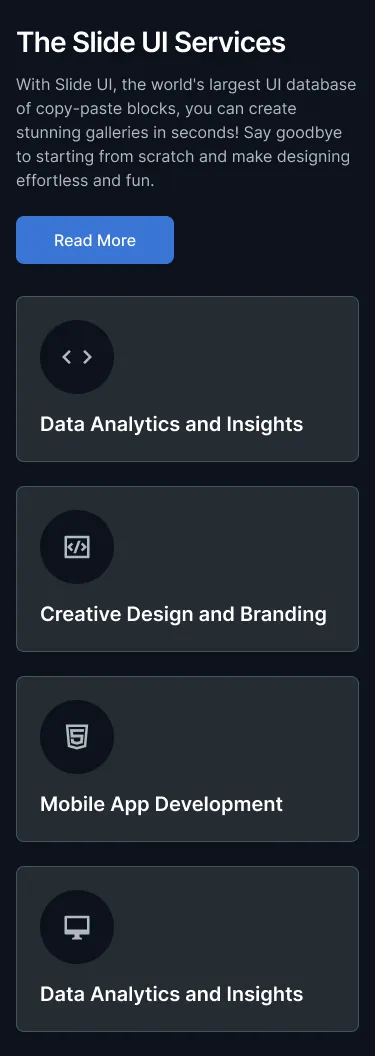 The Slide UI Services
With Slide UI, the world's largest UI database
of copy-paste blocks, you can create
stunning galleries in seconds! Say goodbye
to starting from scratch and make designing
effortless and fun.
Read More
Data Analytics and Insights
Creative Design and Branding
Mobile App Development
Data Analytics and Insights